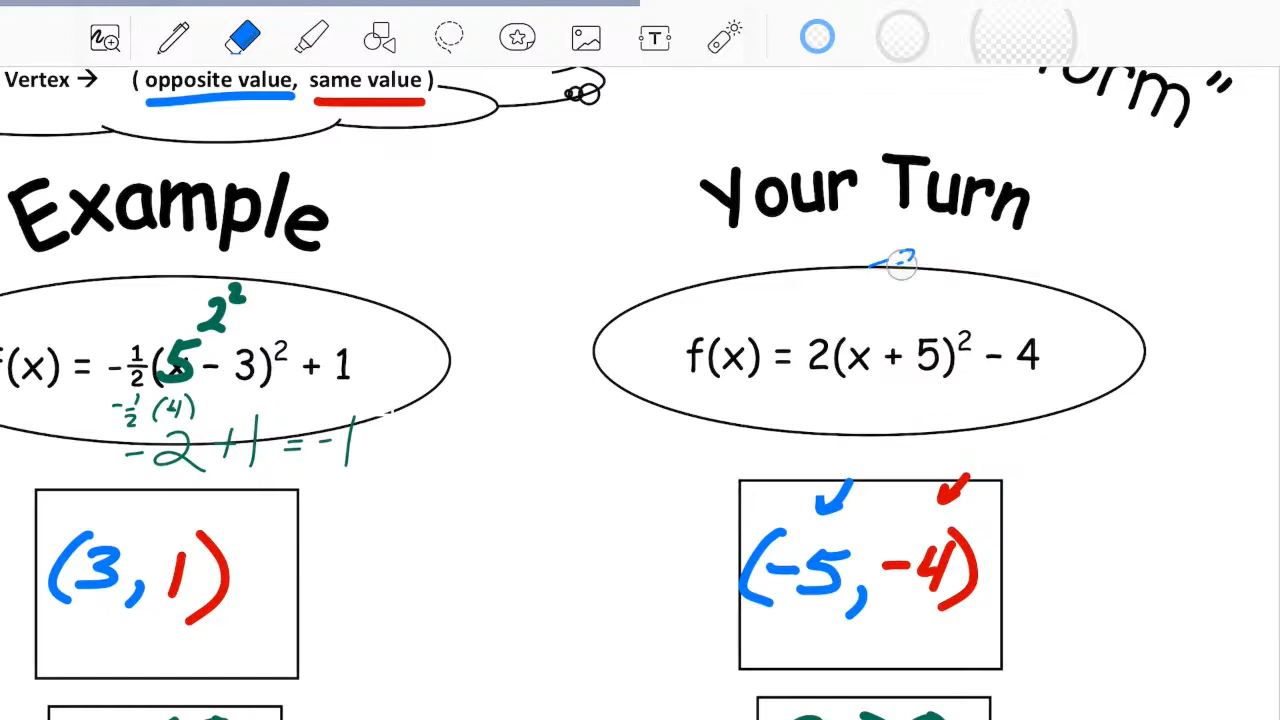 Vertex → ( opposite value, same value )
Example
2²
(x) = -½(5 - 3)² + 1
-½ (4)
-2 + 1 = -1
(3, 1)
Your Turn
f(x) = 2(x + 5)² - 4
(-5, -4)